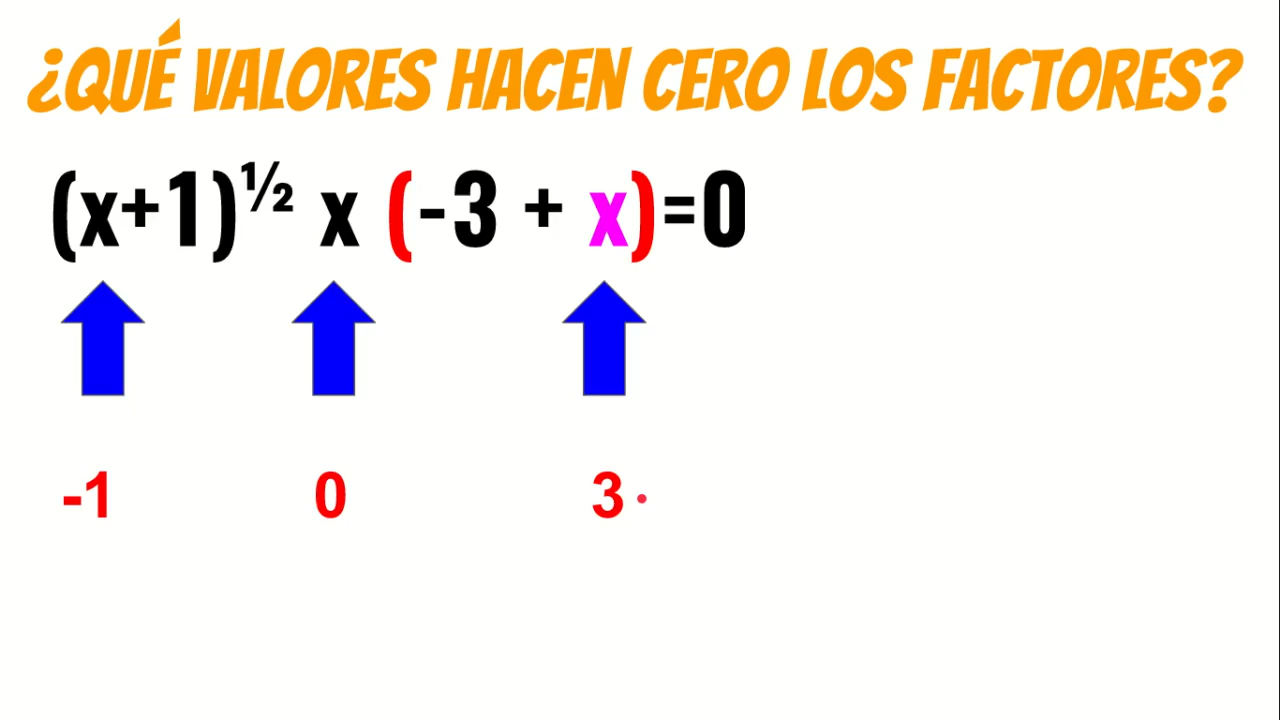 ¿QUÉ VALORES HACEN CERO LOS FACTORES?
(x+1)^½ x (-3 + x)=0
-1 0 3